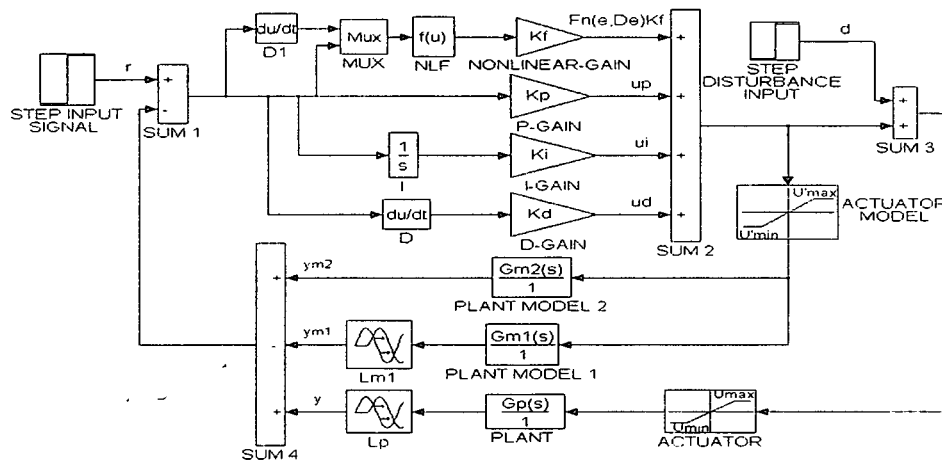 du/dt
D1
Mux
MUX
f(u)
NLF
Kf
NONLINEAR-GAIN
Fn(e,De)Kf
+
d
STEP
DISTURBANCE
INPUT
r
STEP INPUT
SIGNAL
+
-
SUM 1
Kp
P-GAIN
up
+
+
+
SUM 3
1
s
I
Ki
I-GAIN
ui
+
du/dt
D
Kd
D-GAIN
ud
+
SUM 2
U'max
U'min
ACTUATOR
MODEL
+
ym2
Gm2(s)
1
PLANT MODEL 2
-
ym1
Lm1
Gm1(s)
1
PLANT MODEL 1
+
y
Lp
Gp(s)
1
PLANT
Umax
Umin
ACTUATOR
SUM 4